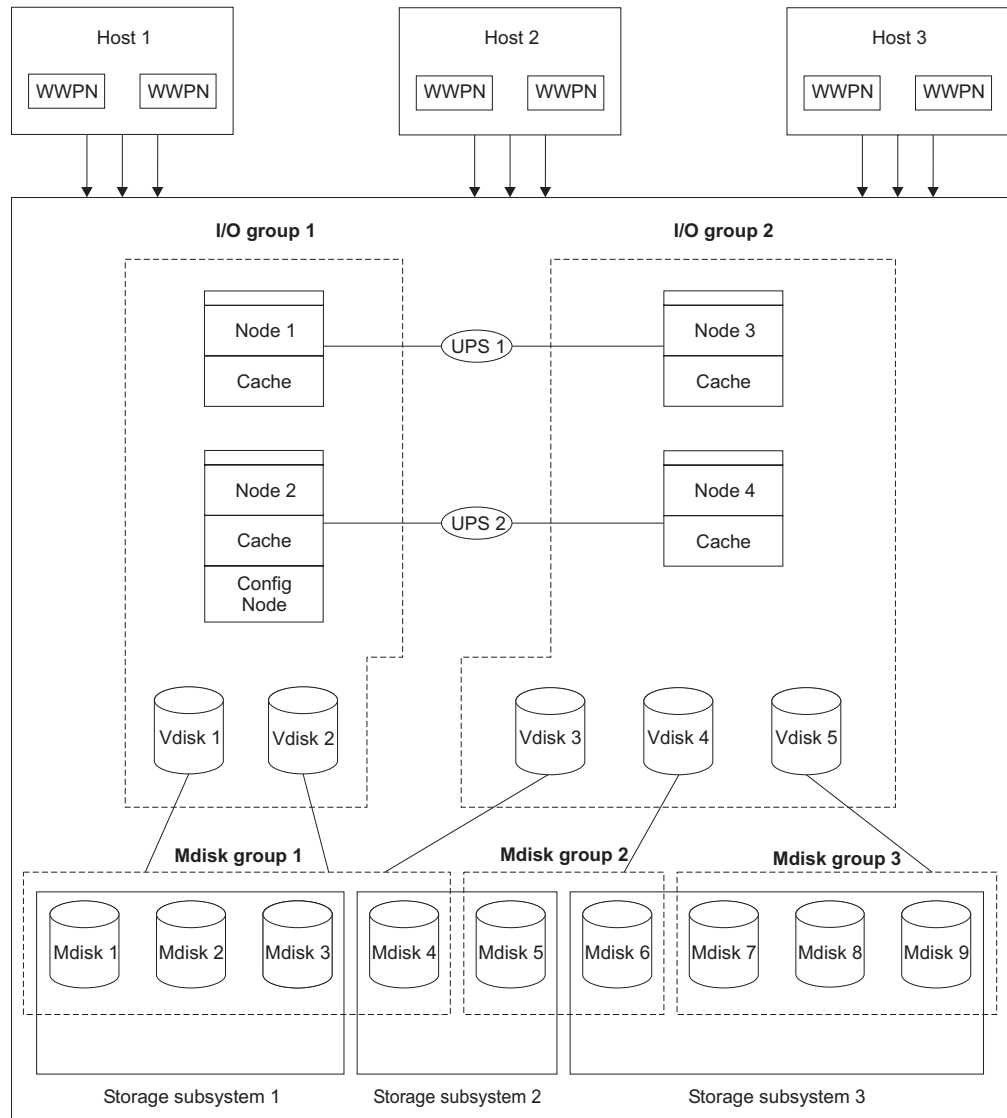 Host 1
WWPN WWPN
Host 2
WWPN WWPN
Host 3
WWPN WWPN
I/O group 1
I/O group 2
Node 1
Cache
UPS 1
Node 3
Cache
Node 2
Cache
Config
Node
UPS 2
Node 4
Cache
Vdisk 1
Vdisk 2
Vdisk 3
Vdisk 4
Vdisk 5
Mdisk group 1
Mdisk group 2
Mdisk group 3
Mdisk 1
Mdisk 2
Mdisk 3
Mdisk 4
Mdisk 5
Mdisk 6
Mdisk 7
Mdisk 8
Mdisk 9
Storage subsystem 1
Storage subsystem 2
Storage subsystem 3